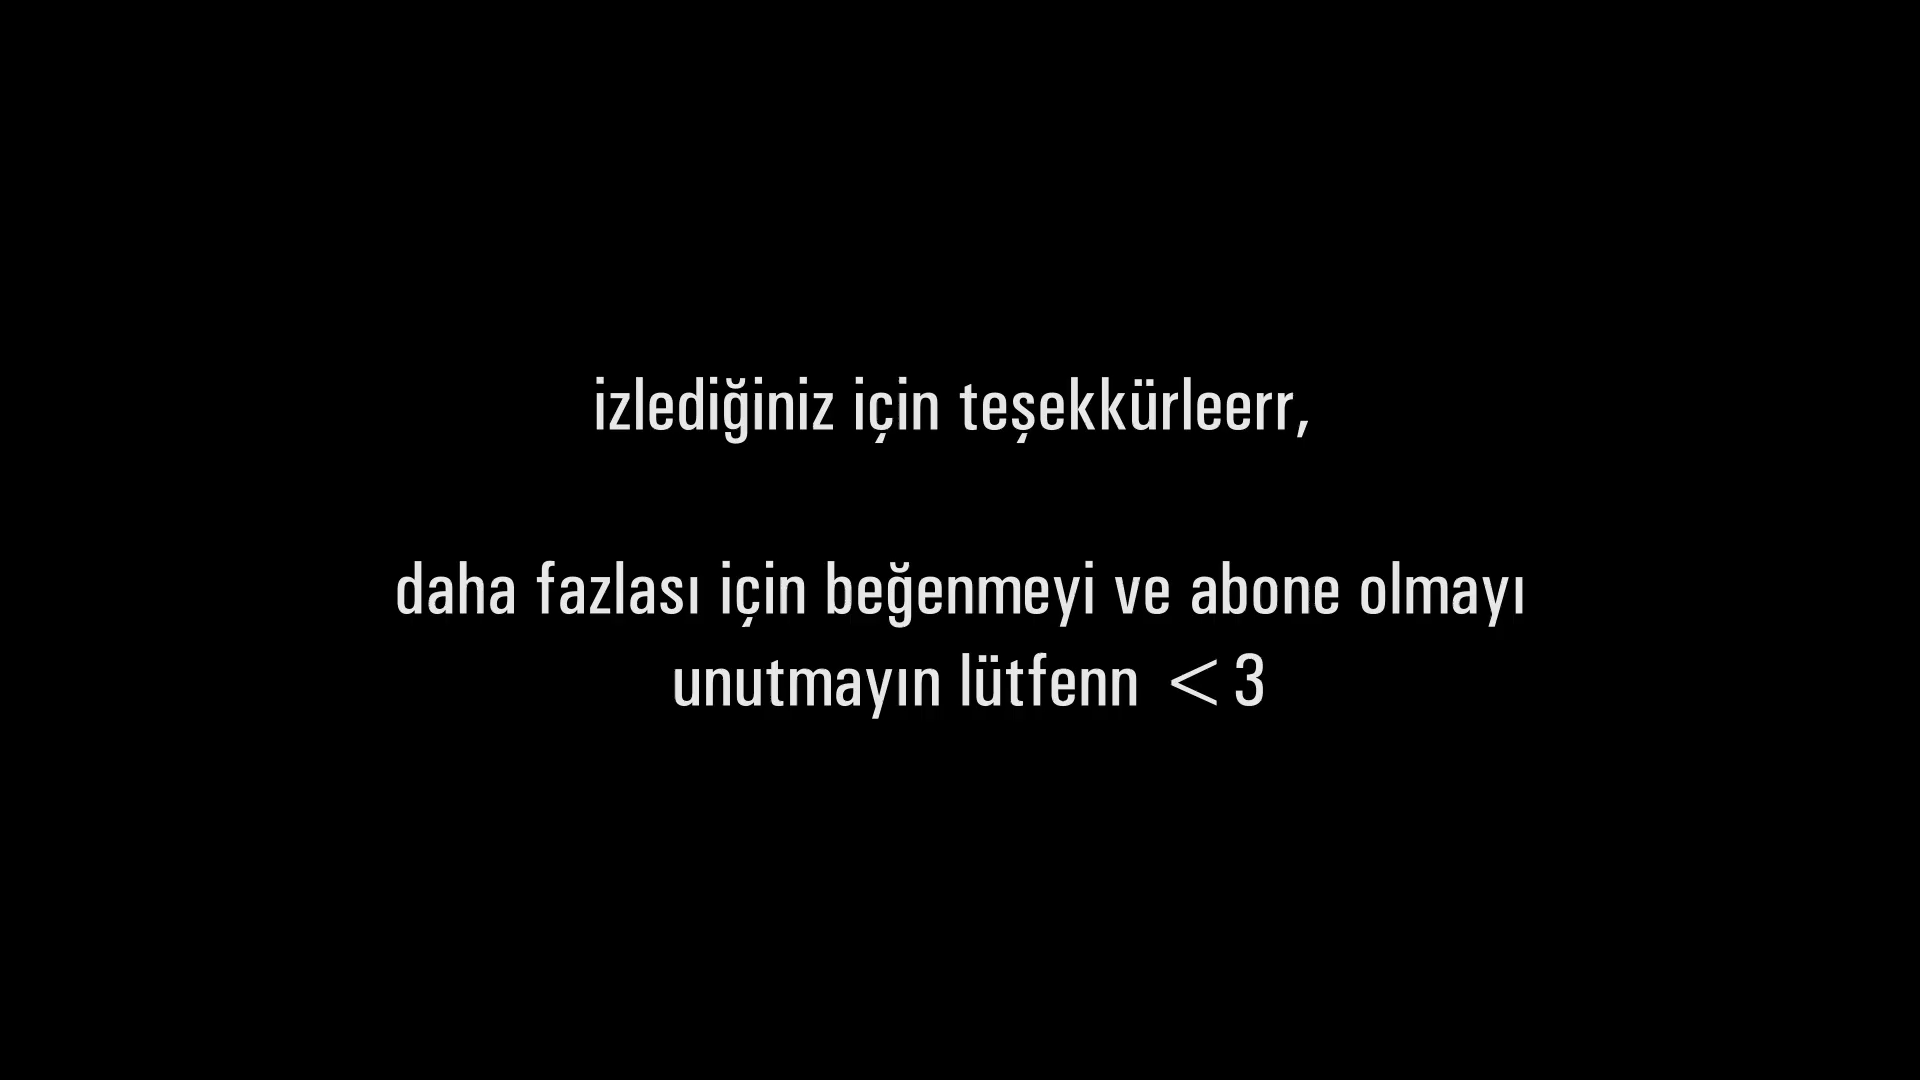 izlediğiniz için teşekkürleerr,
daha fazlası için beğenmeyi ve abone olmayı
unutmayın lütfenn <3